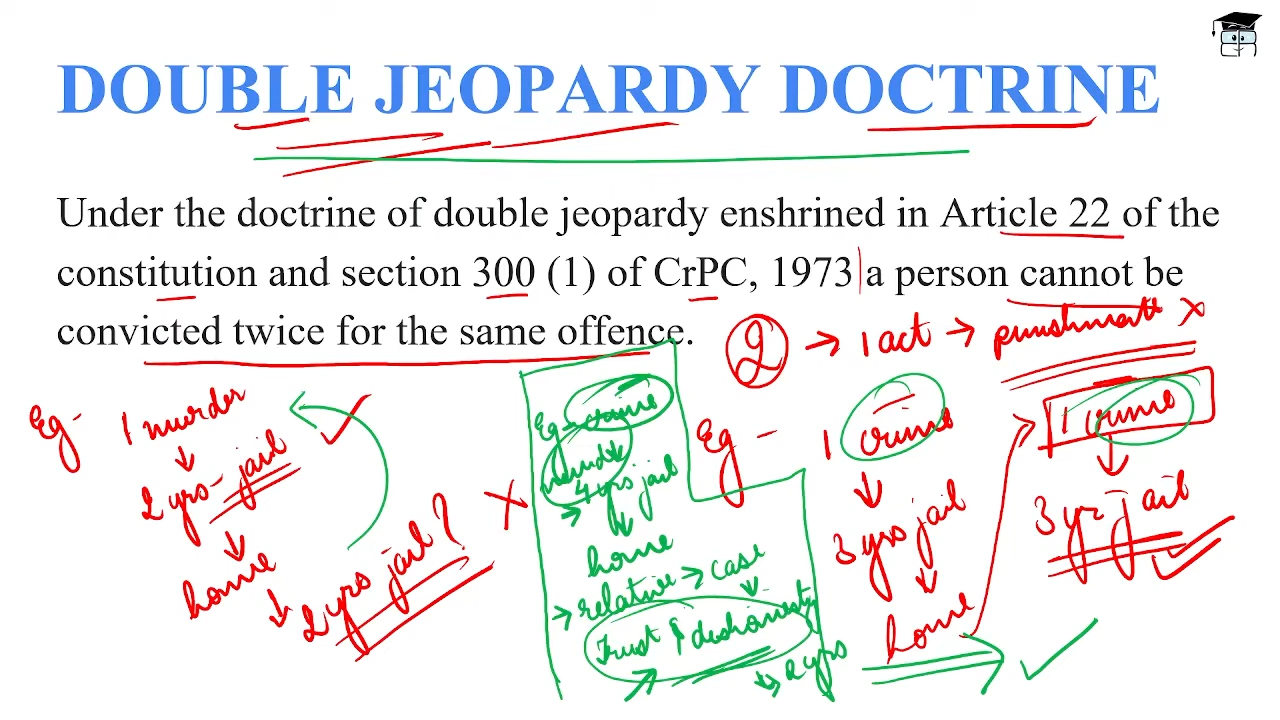 DOUBLE JEOPARDY DOCTRINE
Under the doctrine of double jeopardy enshrined in Article 22 of the
constitution and section 300 (1) of CrPC, 1973 a person cannot be
convicted twice for the same offence.
2 → 1 act → punishment X
Eg- 1 murder
↓
2 yrs - jail
↓
home
↓
2 yrs jail?
X
Eg - crime
murder
→ 4 yrs jail
↓
home
→ relative → case
↓
Trust & dishonesty
↳ 2 yrs
Eg - 1 crime
↓
3 yrs jail
↓
home
1 crime
↓
3 yr - jail